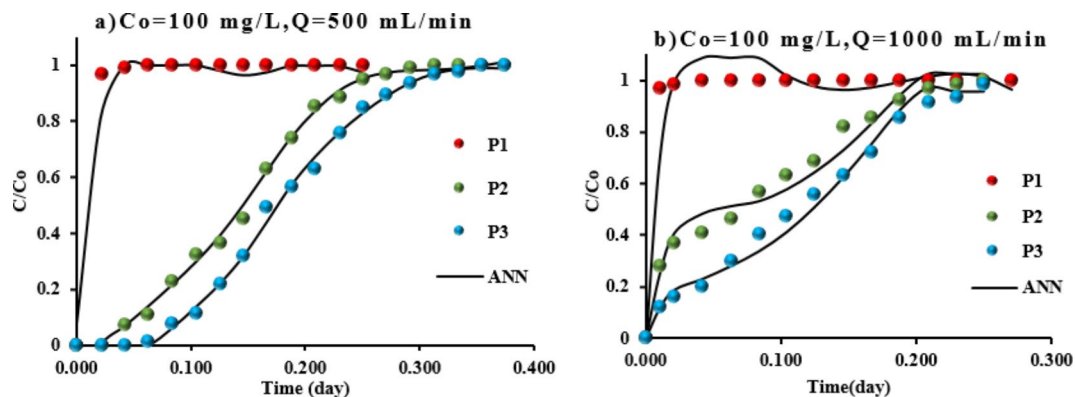 a)Co=100 mg/L,Q=500 mL/min
1
0.8
0.6
0.4
0.2
0
C/Co
0.000
0.100
0.200
0.300
0.400
Time (day)
P1
P2
P3
ANN
b)Co=100 mg/L,Q=1000 mL/min
1
0.8
0.6
0.4
0.2
0
C/Co
0.000
0.100
0.200
0.300
Time(day)
P1
P2
P3
ANN